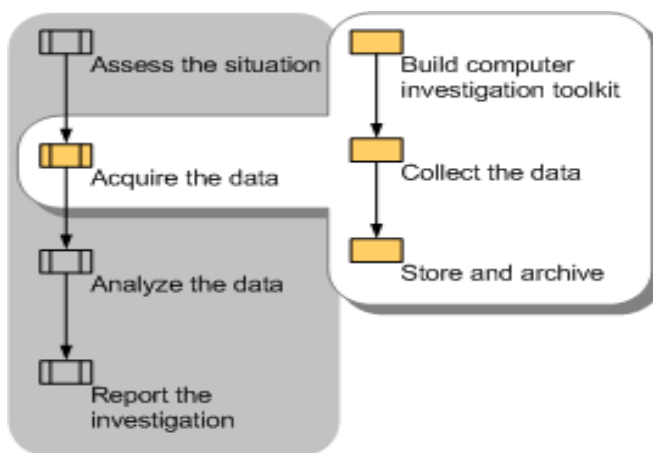 Assess the situation
Acquire the data
Analyze the data
Report the
investigation
Build computer
investigation toolkit
Collect the data
Store and archive